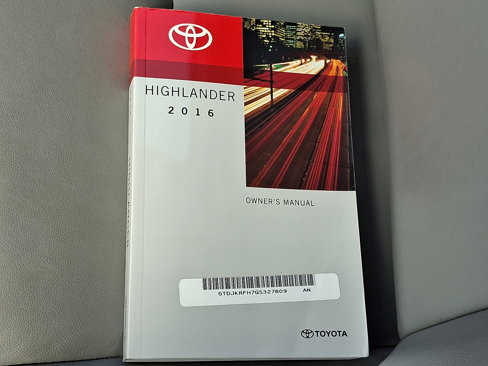 HIGHLANDER
2016
OWNER'S MANUAL
5TDJKRFH7GS327809 AN
TOYOTA